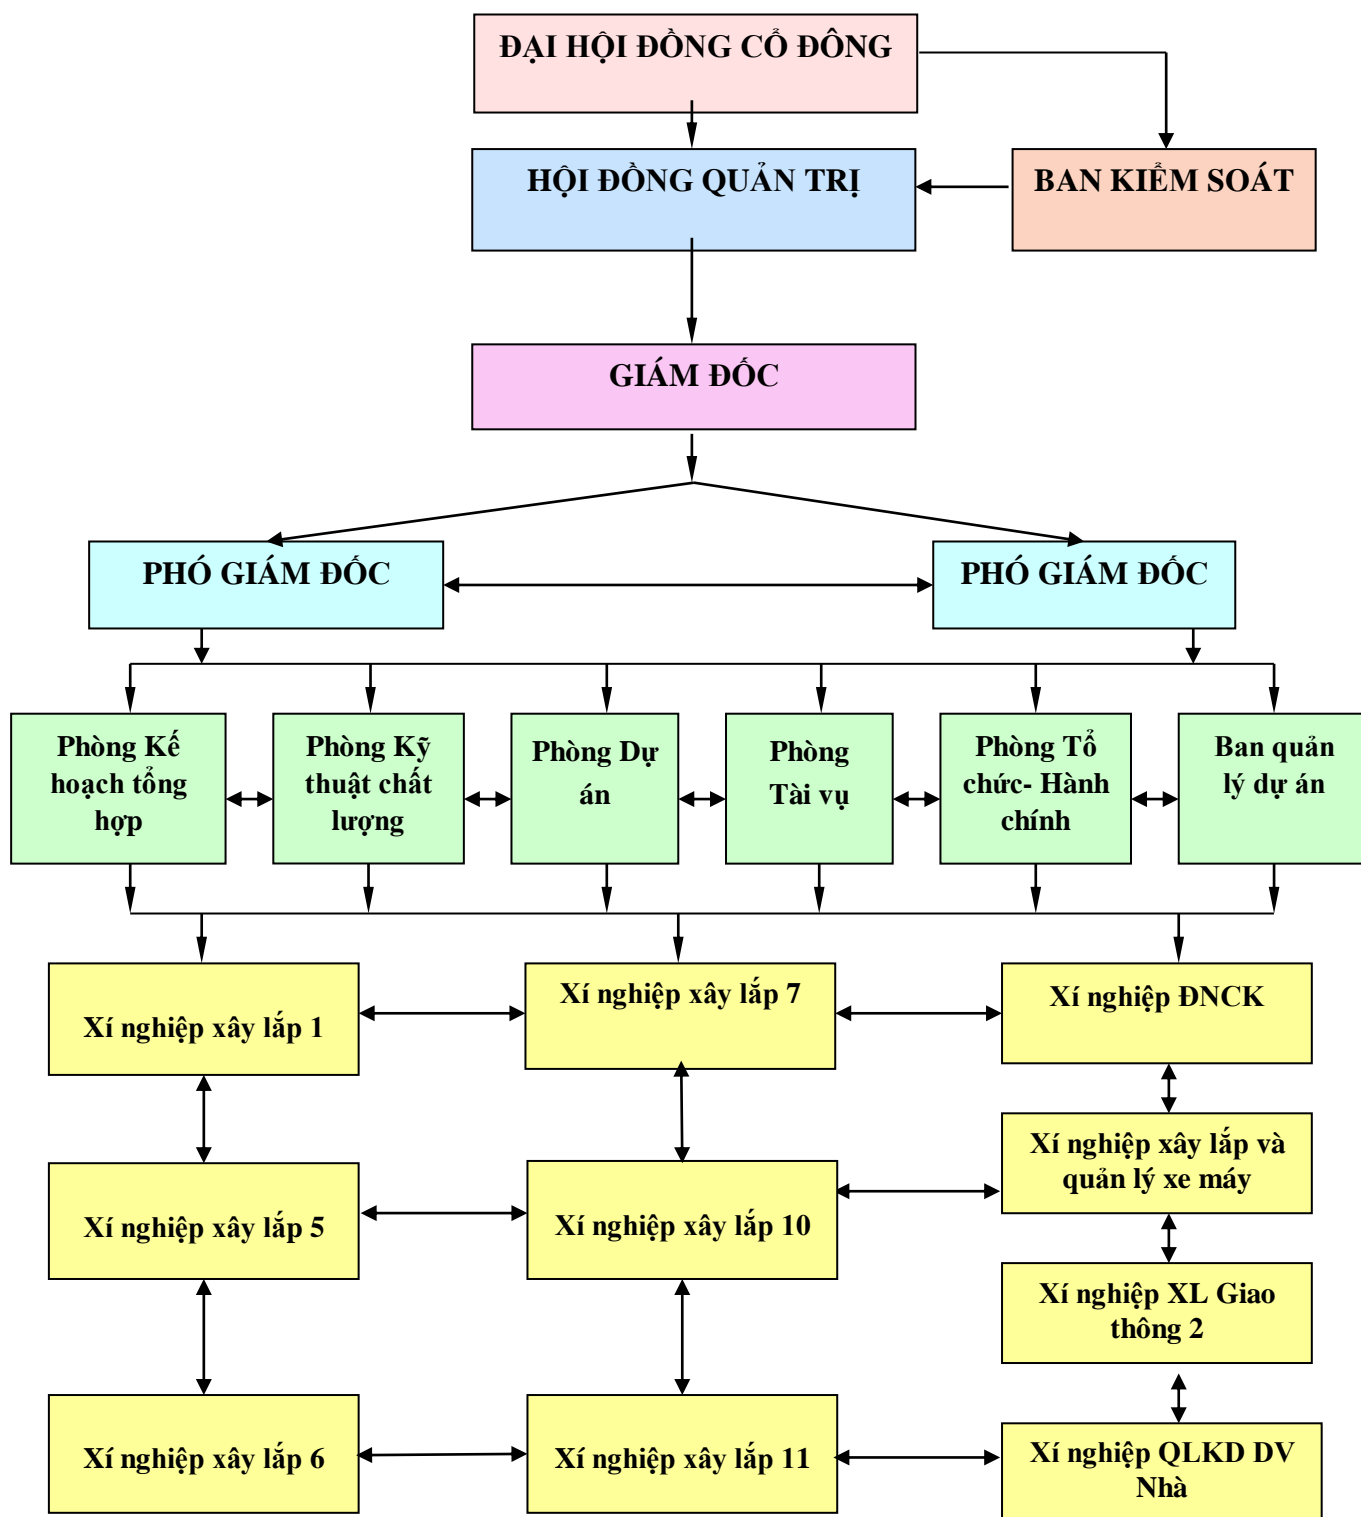 ĐẠI HỘI ĐỒNG CỔ ĐÔNG
HỘI ĐỒNG QUẢN TRỊ
BAN KIỂM SOÁT
GIÁM ĐỐC
PHÓ GIÁM ĐỐC
PHÓ GIÁM ĐỐC
Phòng Kế
hoạch tổng
hợp
Phòng Kỹ
thuật chất
lượng
Phòng Dự
án
Phòng
Tài vụ
Phòng Tổ
chức- Hành
chính
Ban quản
lý dự án
Xí nghiệp xây lắp 1
Xí nghiệp xây lắp 7
Xí nghiệp ĐNCK
Xí nghiệp xây lắp 5
Xí nghiệp xây lắp 10
Xí nghiệp xây lắp và
quản lý xe máy
Xí nghiệp XL Giao
thông 2
Xí nghiệp xây lắp 6
Xí nghiệp xây lắp 11
Xí nghiệp QLKD DV
Nhà